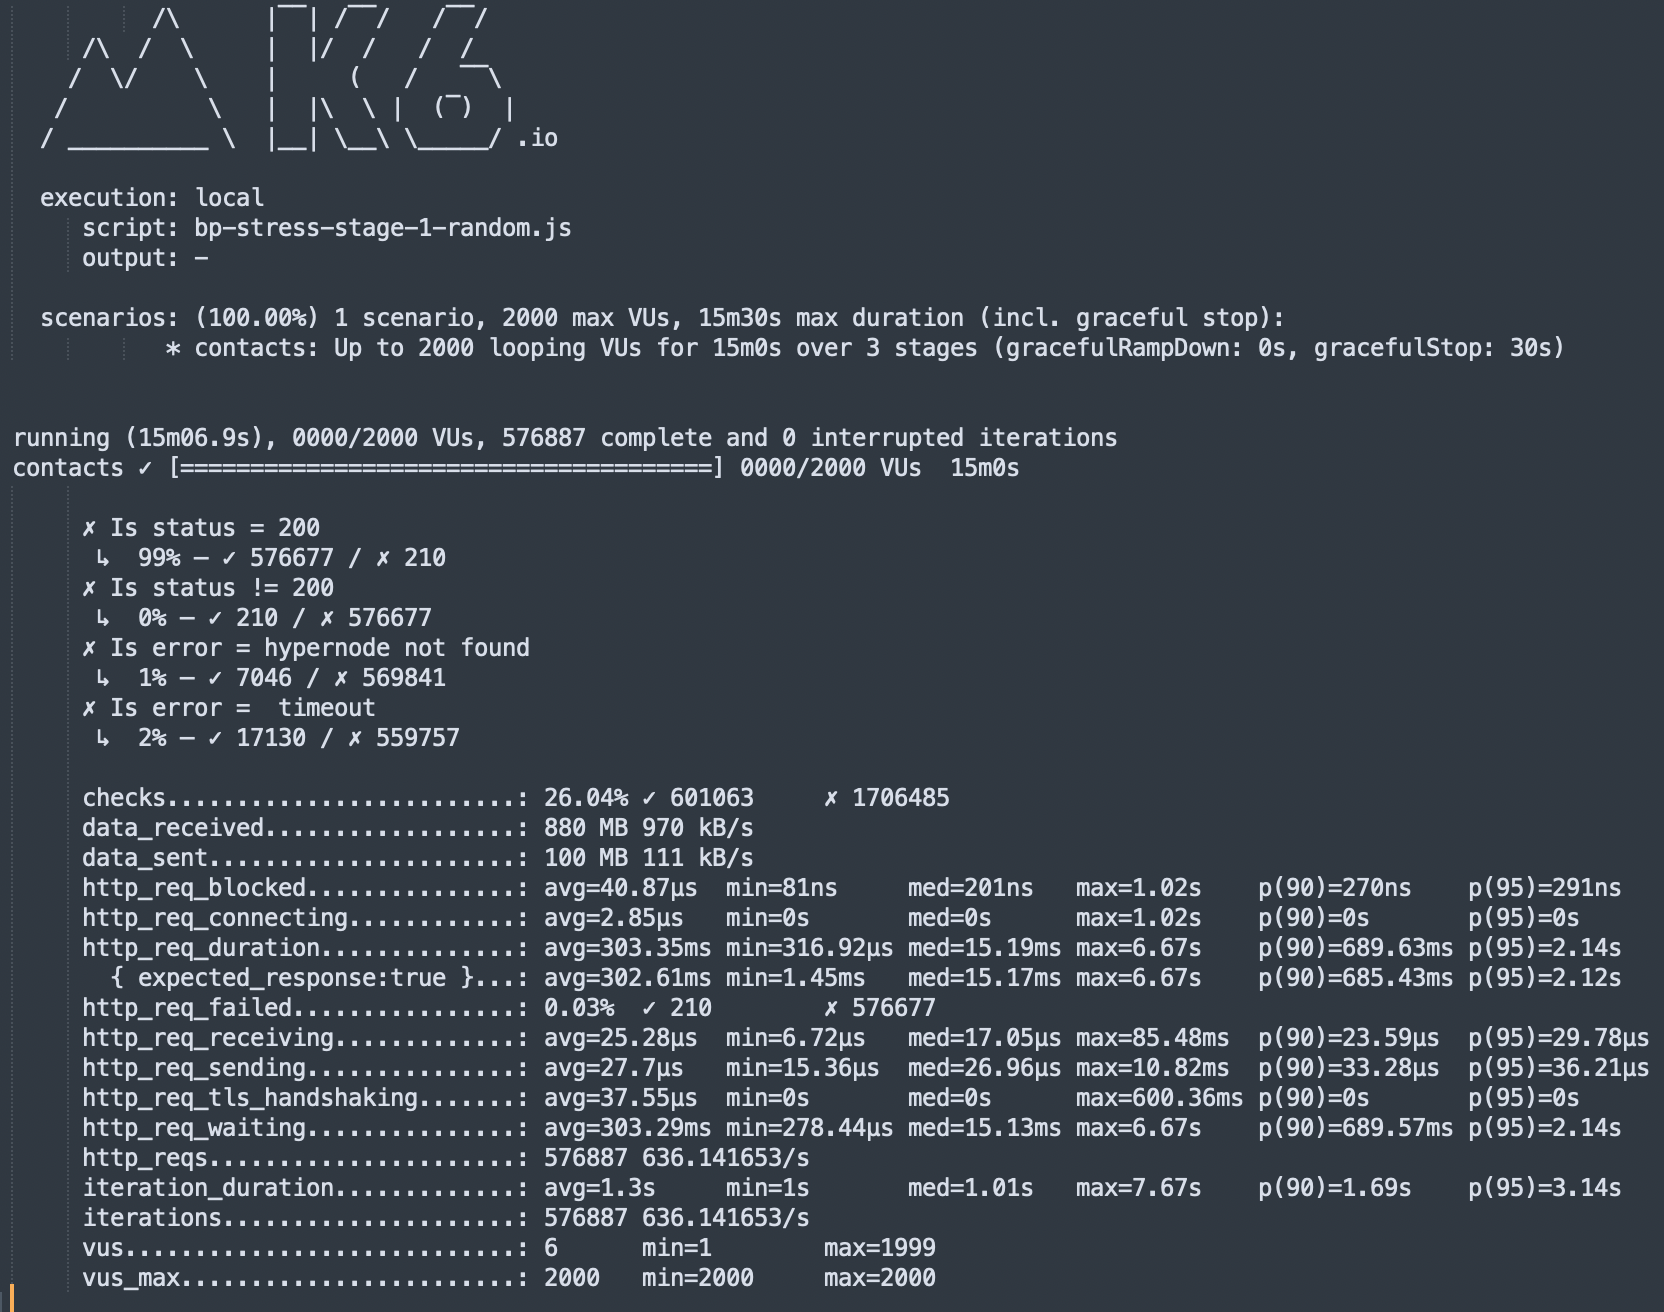 /\      |‾‾| /‾‾/   /‾‾/
     /\  /  \     |  |/  /   /  /
    /  \/    \    |     (   /   ‾‾\
   /          \   |  |\  \ |  (‾)  |
  / __________ \  |__| \__\ \_____/ .io
execution: local
script: bp-stress-stage-1-random.js
output: -
scenarios: (100.00%) 1 scenario, 2000 max VUs, 15m30s max duration (incl. graceful stop):
* contacts: Up to 2000 looping VUs for 15m0s over 3 stages (gracefulRampDown: 0s, gracefulStop: 30s)
running (15m06.9s), 0000/2000 VUs, 576887 complete and 0 interrupted iterations
contacts ✓ [======================================] 0000/2000 VUs  15m0s
✗ Is status = 200
↳  99% — ✓ 576677 / ✗ 210
✗ Is status != 200
↳  0% — ✓ 210 / ✗ 576677
✗ Is error = hypernode not found
↳  1% — ✓ 7046 / ✗ 569841
✗ Is error =  timeout
↳  2% — ✓ 17130 / ✗ 559757
checks.........................: 26.04% ✓ 601063     ✗ 1706485
data_received..................: 880 MB 970 kB/s
data_sent......................: 100 MB 111 kB/s
http_req_blocked...............: avg=40.87µs  min=81ns     med=201ns   max=1.02s    p(90)=270ns    p(95)=291ns
http_req_connecting............: avg=2.85µs   min=0s       med=0s      max=1.02s    p(90)=0s       p(95)=0s
http_req_duration..............: avg=303.35ms min=316.92µs med=15.19ms max=6.67s    p(90)=689.63ms p(95)=2.14s
{ expected_response:true }...: avg=302.61ms min=1.45ms   med=15.17ms max=6.67s    p(90)=685.43ms p(95)=2.12s
http_req_failed................: 0.03%  ✓ 210        ✗ 576677
http_req_receiving.............: avg=25.28µs  min=6.72µs   med=17.05µs max=85.48ms  p(90)=23.59µs  p(95)=29.78µs
http_req_sending...............: avg=27.7µs   min=15.36µs  med=26.96µs max=10.82ms  p(90)=33.28µs  p(95)=36.21µs
http_req_tls_handshaking.......: avg=37.55µs  min=0s       med=0s      max=600.36ms p(90)=0s       p(95)=0s
http_req_waiting...............: avg=303.29ms min=278.44µs med=15.13ms max=6.67s    p(90)=689.57ms p(95)=2.14s
http_reqs......................: 576887 636.141653/s
iteration_duration.............: avg=1.3s     min=1s       med=1.01s   max=7.67s    p(90)=1.69s    p(95)=3.14s
iterations.....................: 576887 636.141653/s
vus............................: 6      min=1        max=1999
vus_max........................: 2000   min=2000     max=2000